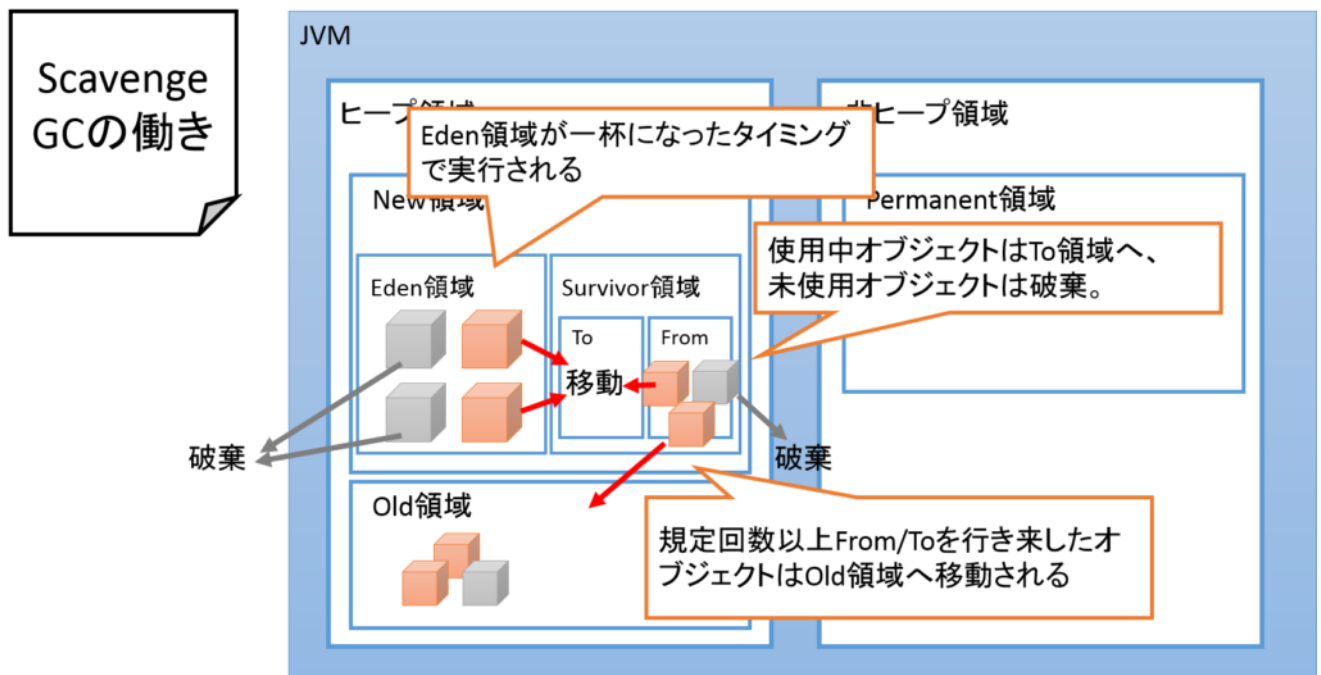 Scavenge
GCの働き
JVM
ヒープ領域
Eden領域が一杯になったタイミング
で実行される
ヒープ領域
New領域
Permanent領域
使用中オブジェクトはTo領域へ、
未使用オブジェクトは破棄。
Eden領域
Survivor領域
To
From
移動
破棄
破棄
Old領域
規定回数以上From/Toを行き来したオ
ブジェクトはOld領域へ移動される